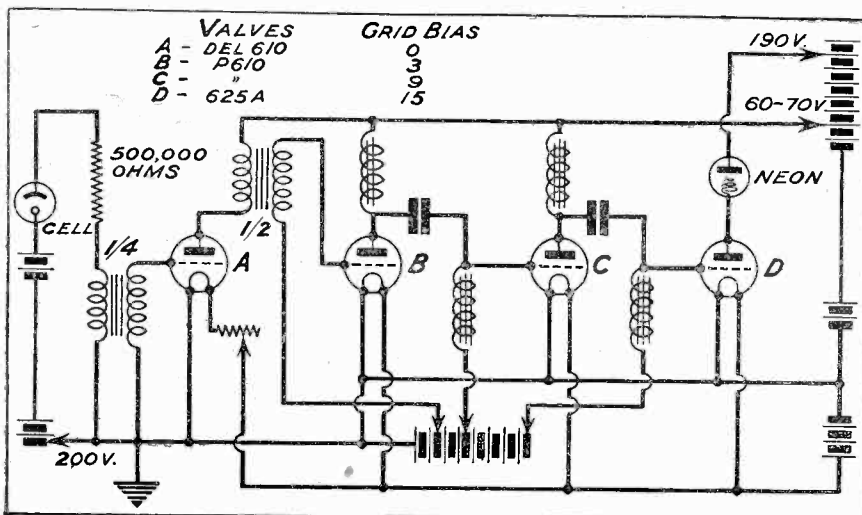 VALVES GRID BIAS
A - DEL 610 0
B - P610 3
C - " 9
D - 625A 15
190 V.
60-70V.
500,000
OHMS
NEON
CELL
1/4
1/2
A
B
C
D
200V.